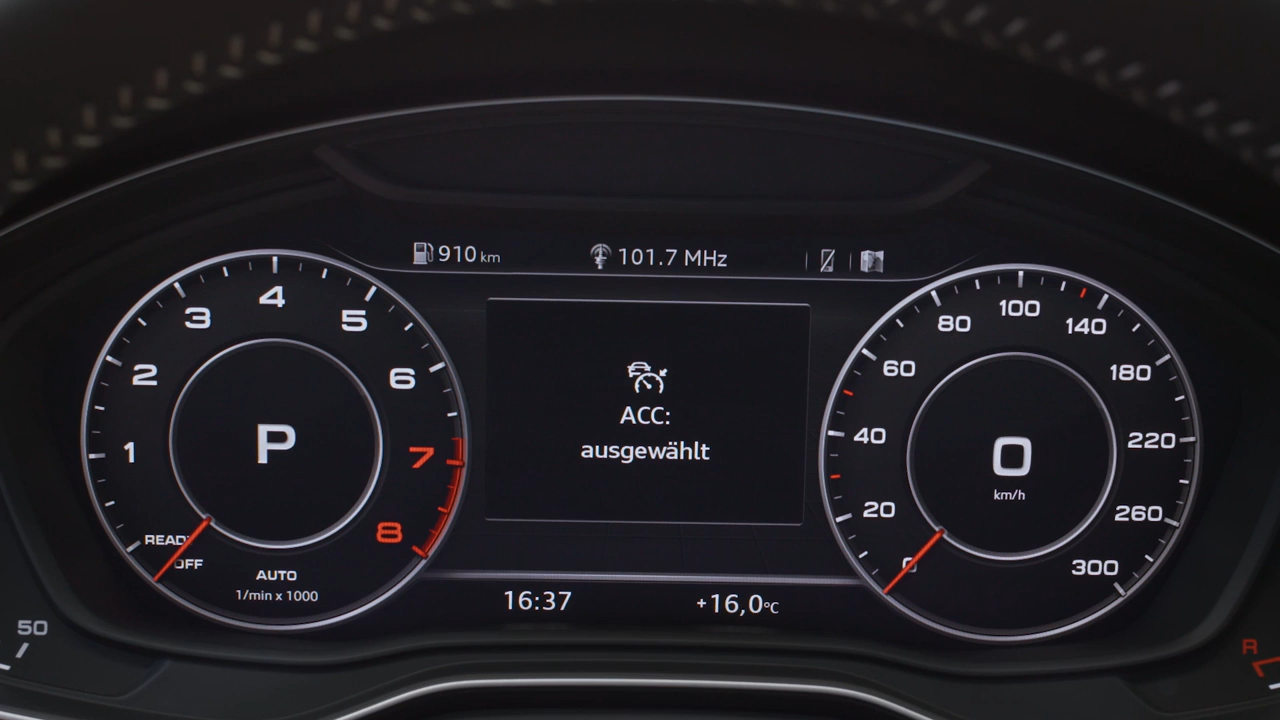 910 km
101.7 MHz
1
2
3
4
5
6
7
8
P
READY
OFF
AUTO
1/min x 1000
ACC:
ausgewählt
0
20
40
60
80
100
140
180
220
260
300
0
km/h
16:37
+16,0°C
50
R